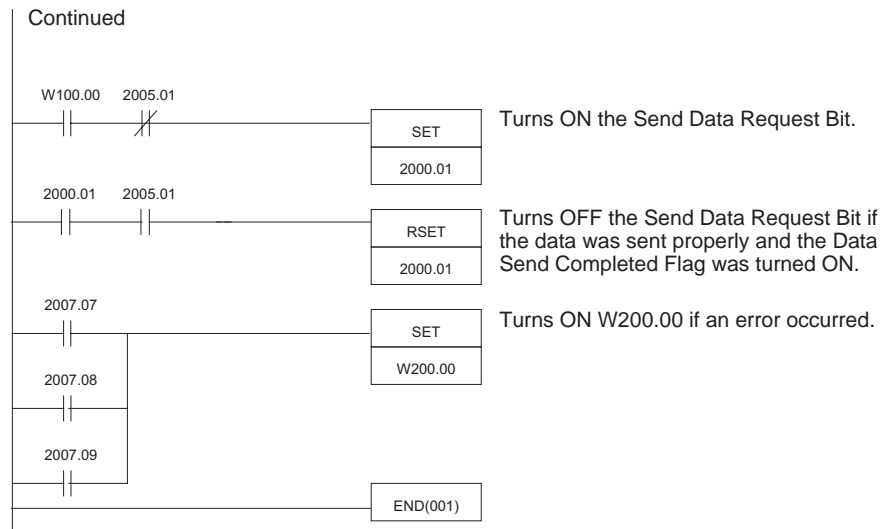 Continued
W100.00 2005.01
SET
2000.01
Turns ON the Send Data Request Bit.
2000.01 2005.01
RSET
2000.01
Turns OFF the Send Data Request Bit if
the data was sent properly and the Data
Send Completed Flag was turned ON.
2007.07
SET
W200.00
Turns ON W200.00 if an error occurred.
2007.08
2007.09
END(001)